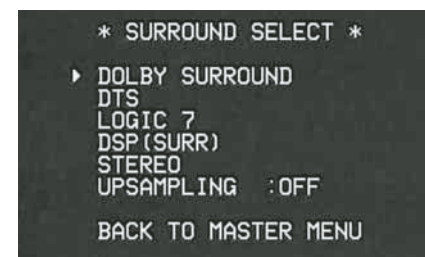 * SURROUND SELECT *
DOLBY SURROUND
DTS
LOGIC 7
DSP(SURR)
STEREO
UPSAMPLING :OFF
BACK TO MASTER MENU